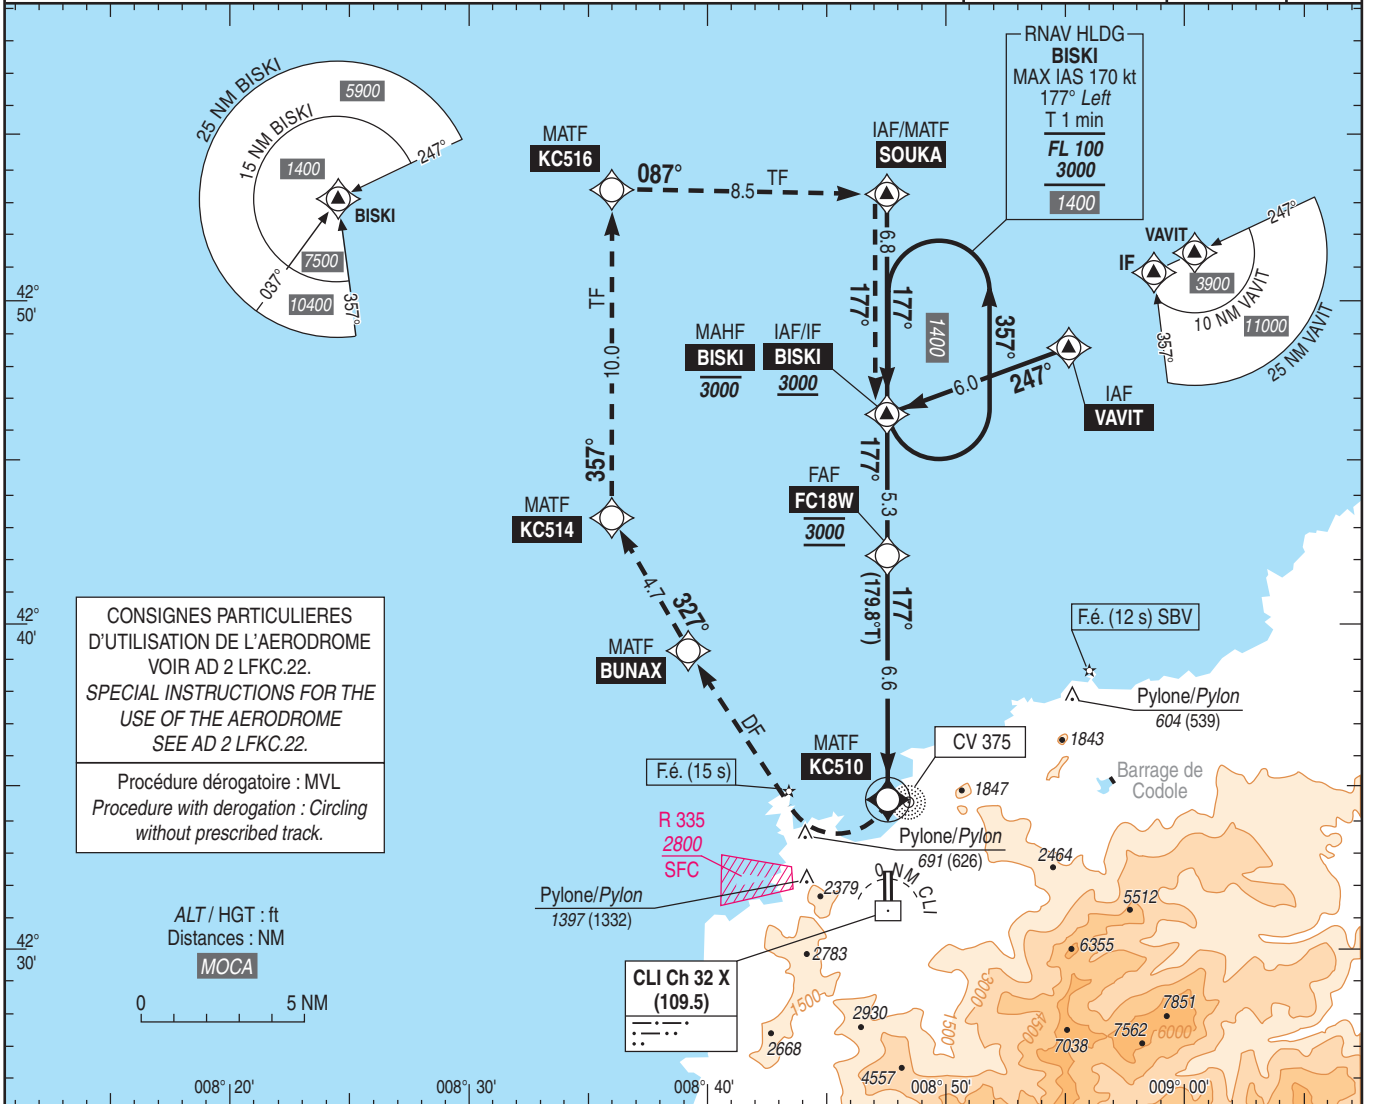 25 NM BISKI
5900
15 NM BISKI
1400
247°
BISKI
7500
037°
10400
357°
MATF
KC516
087°
8.5
TF
IAF/MATF
SOUKA
RNAV HLDG
BISKI
MAX IAS 170 kt
177° Left
T 1 min
FL 100
3000
1400
247°
VAVIT
IF
3900
10 NM VAVIT
11000
357°
25 NM VAVIT
6.8
177°
177°
1400
357°
TF
10.0
MAHF
BISKI
3000
IAF/IF
BISKI
3000
6.0
247°
IAF
VAVIT
42°
50'
357°
177°
5.3
FAF
FC18W
3000
MATF
KC514
4.7
327°
177°
(179.8°T)
6.6
MATF
BUNAX
DF
42°
40'
F.é. (12 s) SBV
Pylone/Pylon
604 (539)
CONSIGNES PARTICULIERES
D'UTILISATION DE L'AERODROME
VOIR AD 2 LFKC.22.
SPECIAL INSTRUCTIONS FOR THE
USE OF THE AERODROME
SEE AD 2 LFKC.22.
Procédure dérogatoire : MVL
Procedure with derogation : Circling
without prescribed track.
MATF
KC510
CV 375
1843
1847
Barrage de
Codole
F.é. (15 s)
R 335
2800
SFC
Pylone/Pylon
691 (626)
Pylone/Pylon
1397 (1332)
0 NM CLI
2379
2464
5512
6355
2783
ALT / HGT : ft
Distances : NM
MOCA
0
5 NM
42°
30'
CLI Ch 32 X
(109.5)
1500
2668
2930
4557
1500
3000
4500
7038
7562
7851
6000
008° 20'
008° 30'
008° 40'
008° 50'
009° 00'